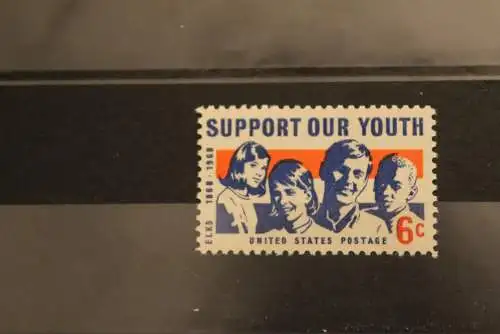 SUPPORT OUR YOUTH
ELKS 1868-1968
6c
UNITED STATES POSTAGE